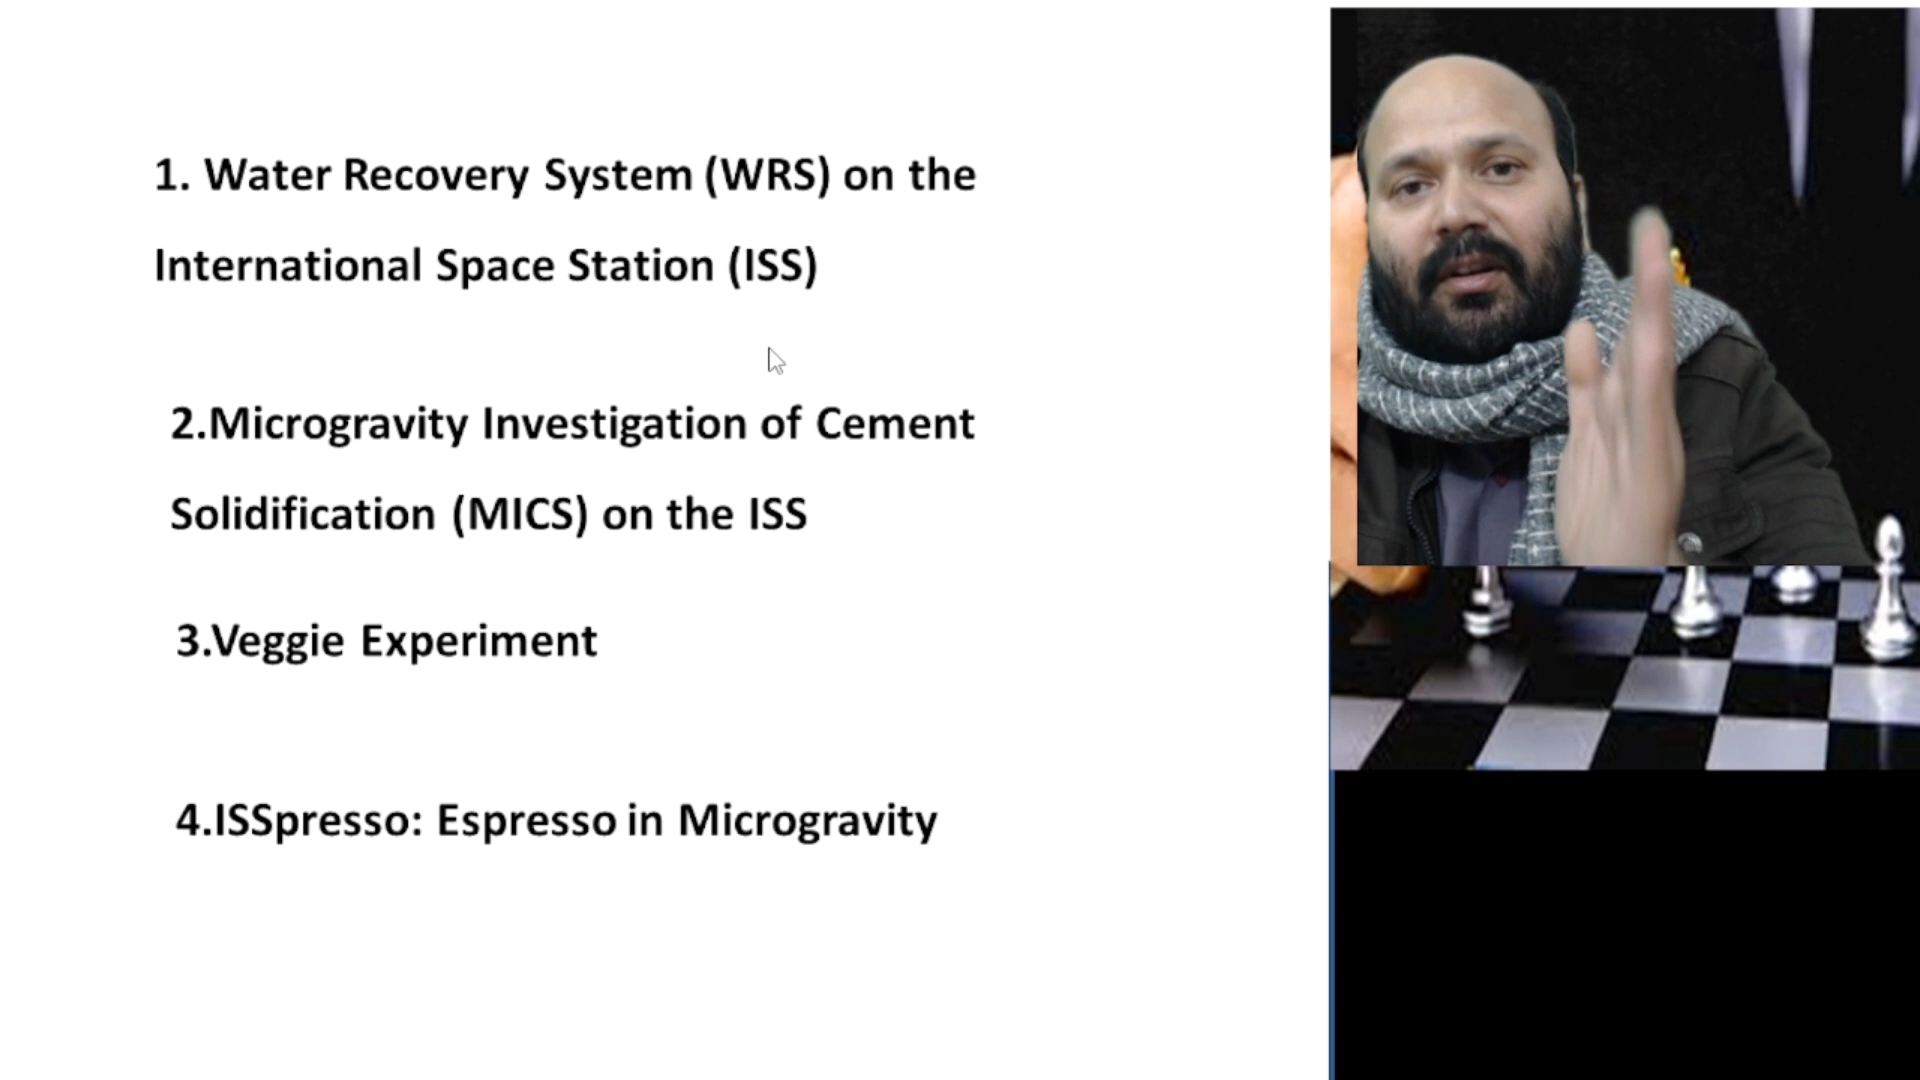 1. Water Recovery System (WRS) on the
International Space Station (ISS)
2.Microgravity Investigation of Cement
Solidification (MICS) on the ISS
3.Veggie Experiment
4.ISSpresso: Espresso in Microgravity